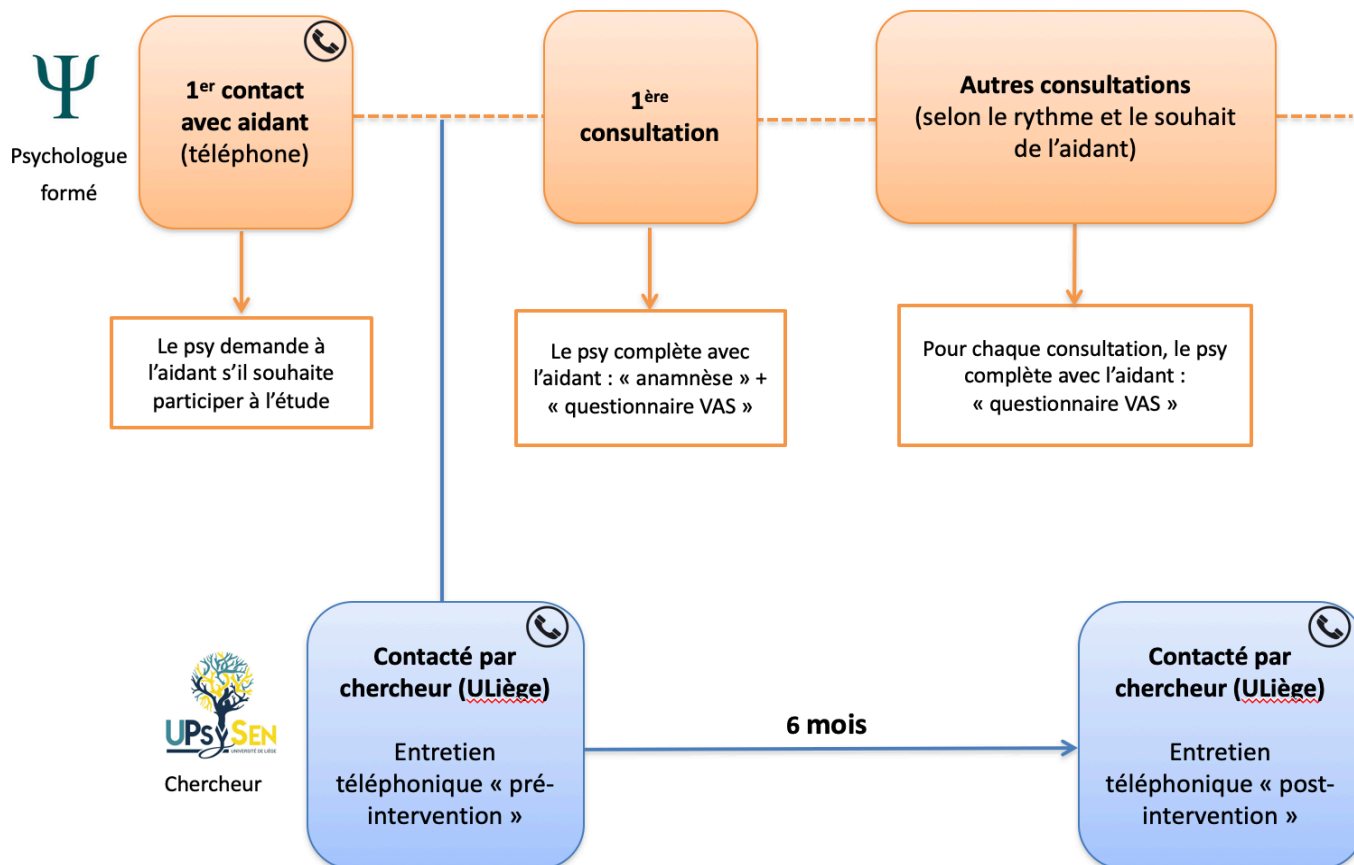 Ψ
Psychologue
formé
1er contact
avec aidant
(téléphone)
1ère
consultation
Autres consultations
(selon le rythme et le souhait
de l’aidant)
Le psy demande à
l’aidant s’il souhaite
participer à l’étude
Le psy complète avec
l’aidant : « anamnèse » +
« questionnaire VAS »
Pour chaque consultation, le psy
complète avec l’aidant :
« questionnaire VAS »
UPsySen
UNIVERSITÉ DE LIÈGE
Chercheur
Contacté par
chercheur (ULiège)
Entretien
téléphonique « pré-
intervention »
6 mois
Contacté par
chercheur (ULiège)
Entretien
téléphonique « post-
intervention »